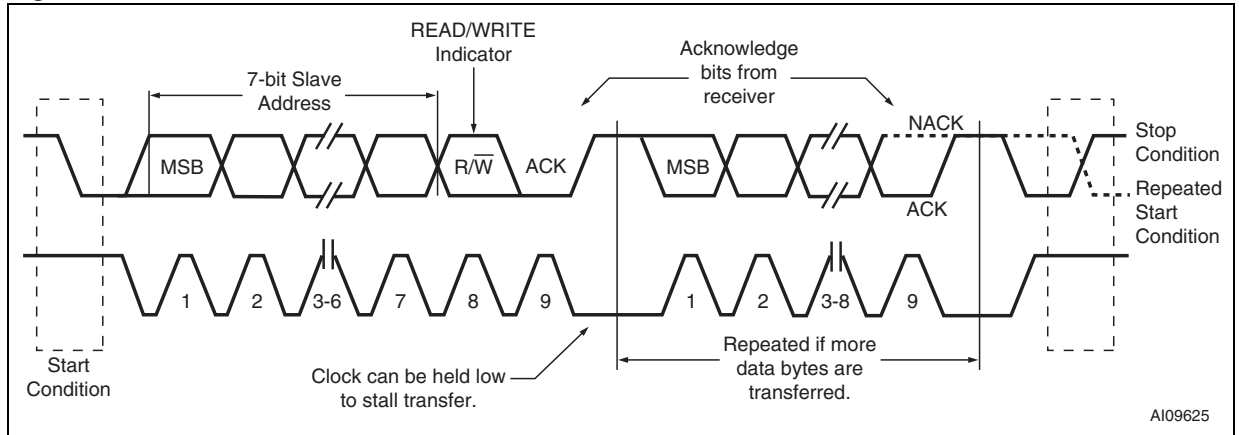 READ/WRITE
Indicator
Acknowledge
bits from
receiver
7-bit Slave
Address
MSB
R/W̅
ACK
MSB
NACK
ACK
Stop
Condition
Repeated
Start
Condition
1
2
3-6
7
8
9
1
2
3-8
9
Start
Condition
Clock can be held low
to stall transfer.
Repeated if more
data bytes are
transferred.
AI09625